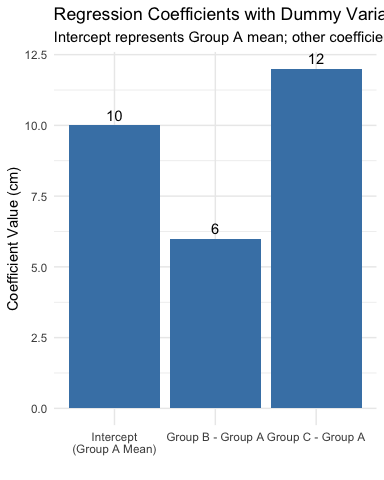 Regression Coefficients with Dummy Varia
Intercept represents Group A mean; other coefficie
12.5
10.0
7.5
5.0
2.5
0.0
Coefficient Value (cm)
10
6
12
Intercept
(Group A Mean)
Group B - Group A
Group C - Group A